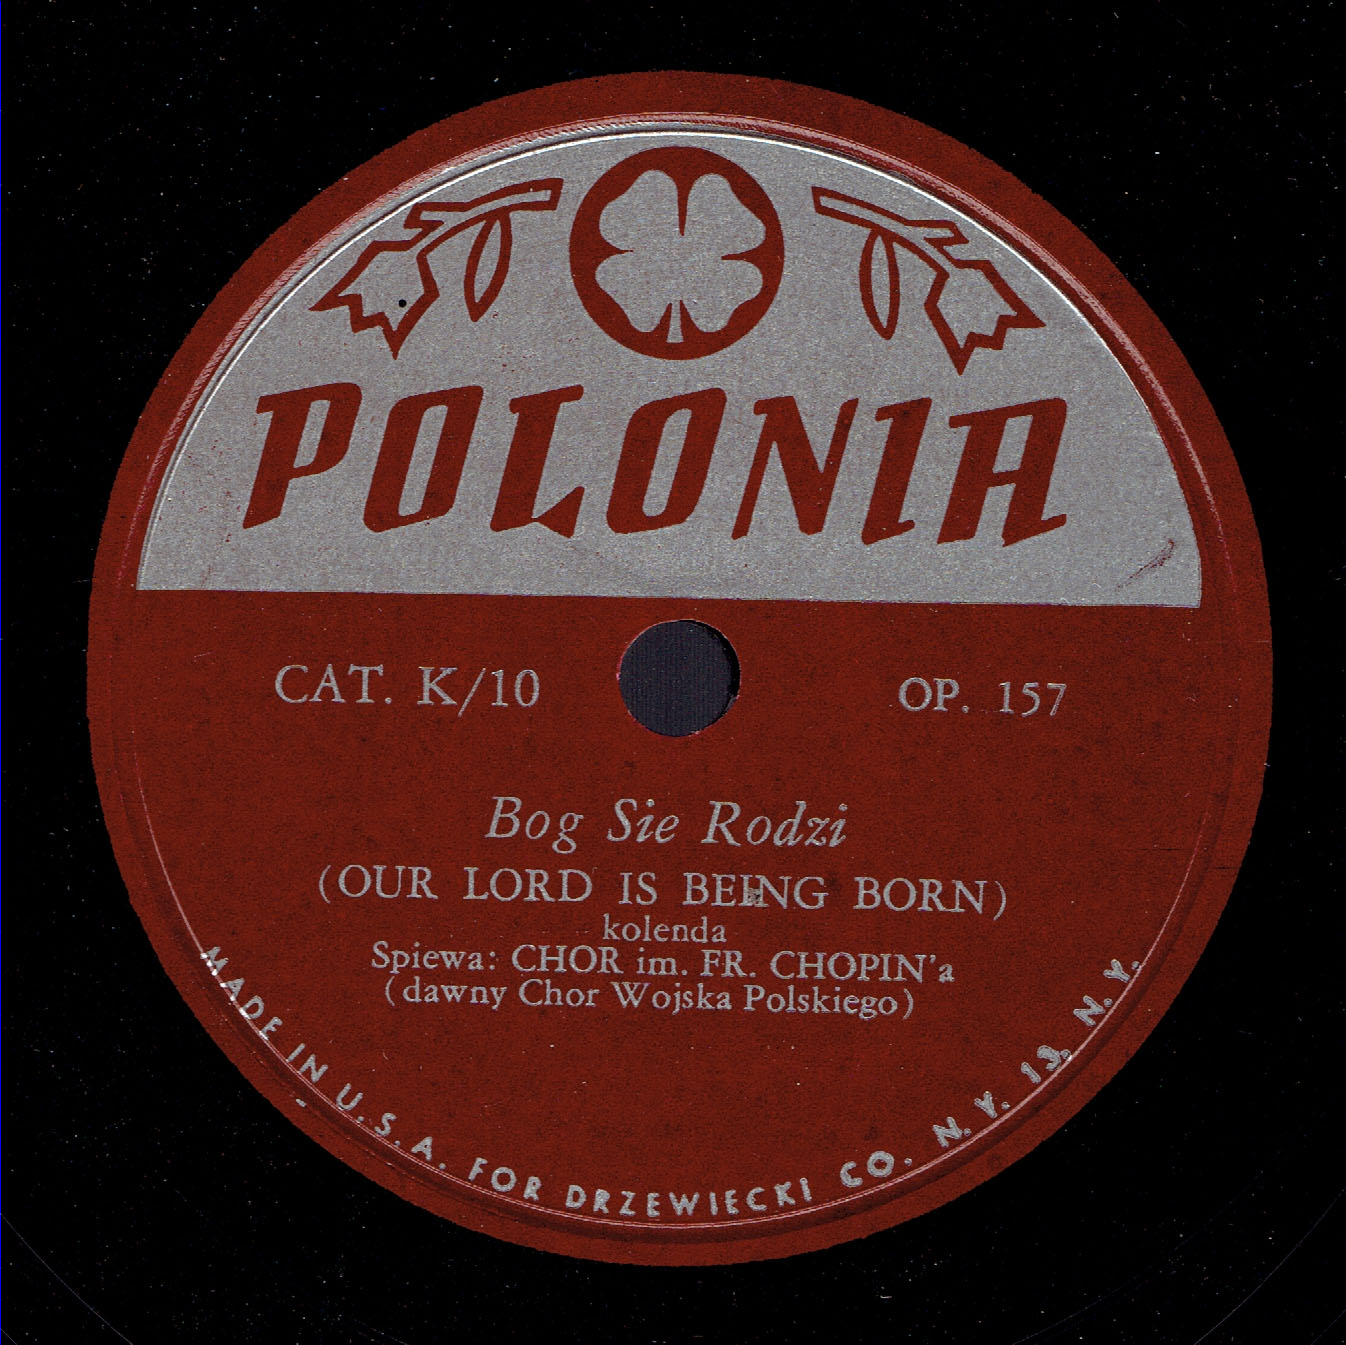 POLONIA
CAT. K/10 OP. 157
Bog Sie Rodzi
(OUR LORD IS BEING BORN)
kolenda
Spiewa: CHOR im. FR. CHOPIN'a
(dawny Chor Wojska Polskiego)
MADE IN U.S.A. FOR DRZEWIECKI CO. N.Y. 13, N.Y.